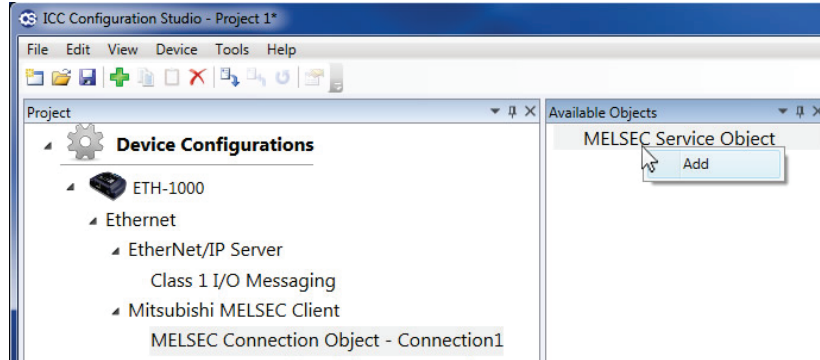 ICC Configuration Studio - Project 1*
File Edit View Device Tools Help
Project
Available Objects
Device Configurations
MELSEC Service Object
Add
ETH-1000
Ethernet
EtherNet/IP Server
Class 1 I/O Messaging
Mitsubishi MELSEC Client
MELSEC Connection Object - Connection1